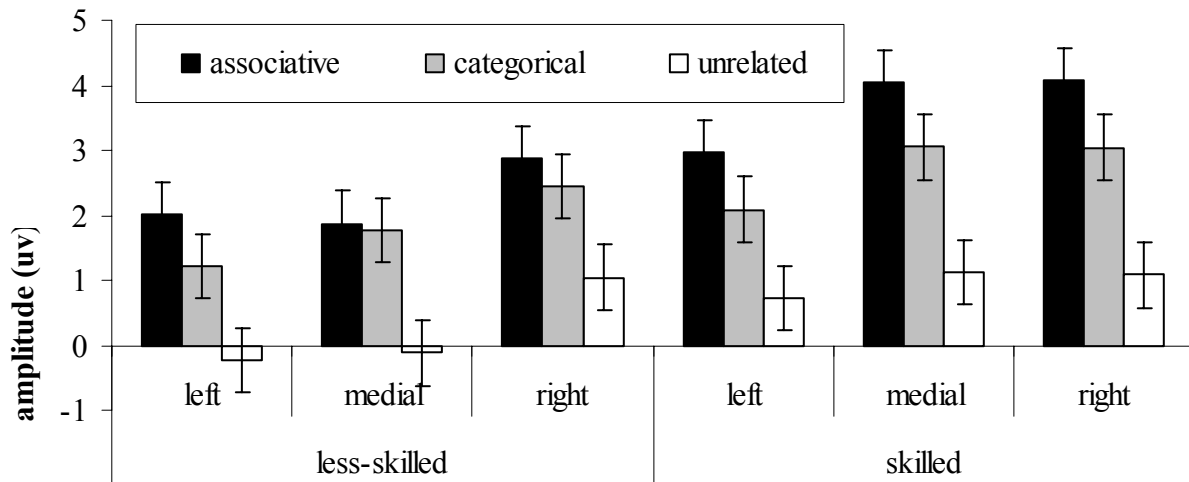 5
4
3
2
1
0
-1
amplitude (uv)
associative categorical unrelated
left medial right left medial right
less-skilled skilled